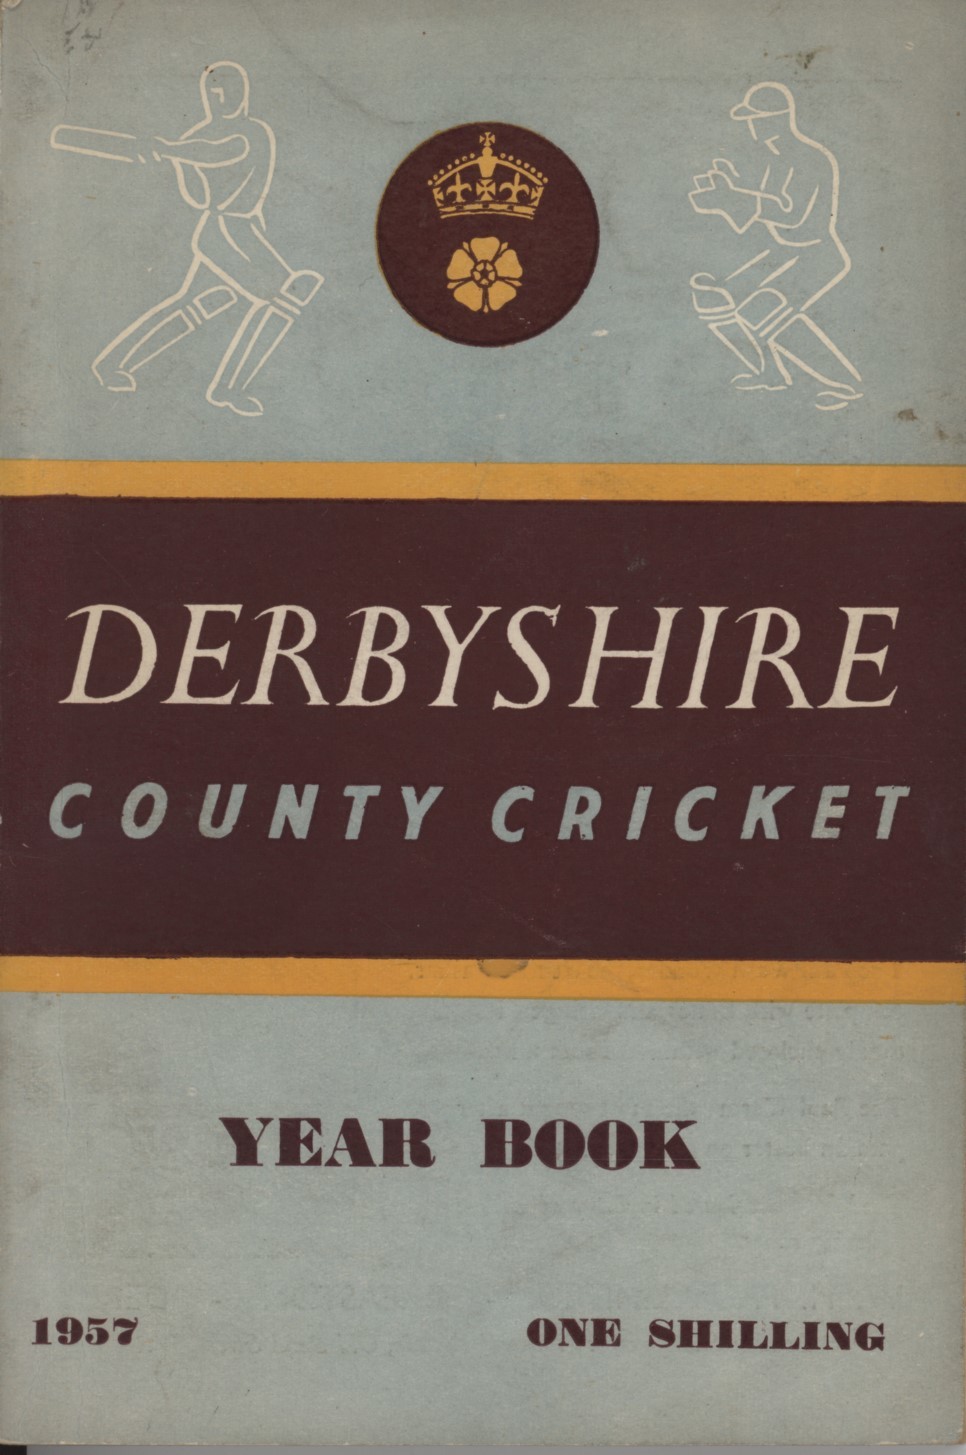 DERBYSHIRE
COUNTY CRICKET
YEAR BOOK
1957 ONE SHILLING